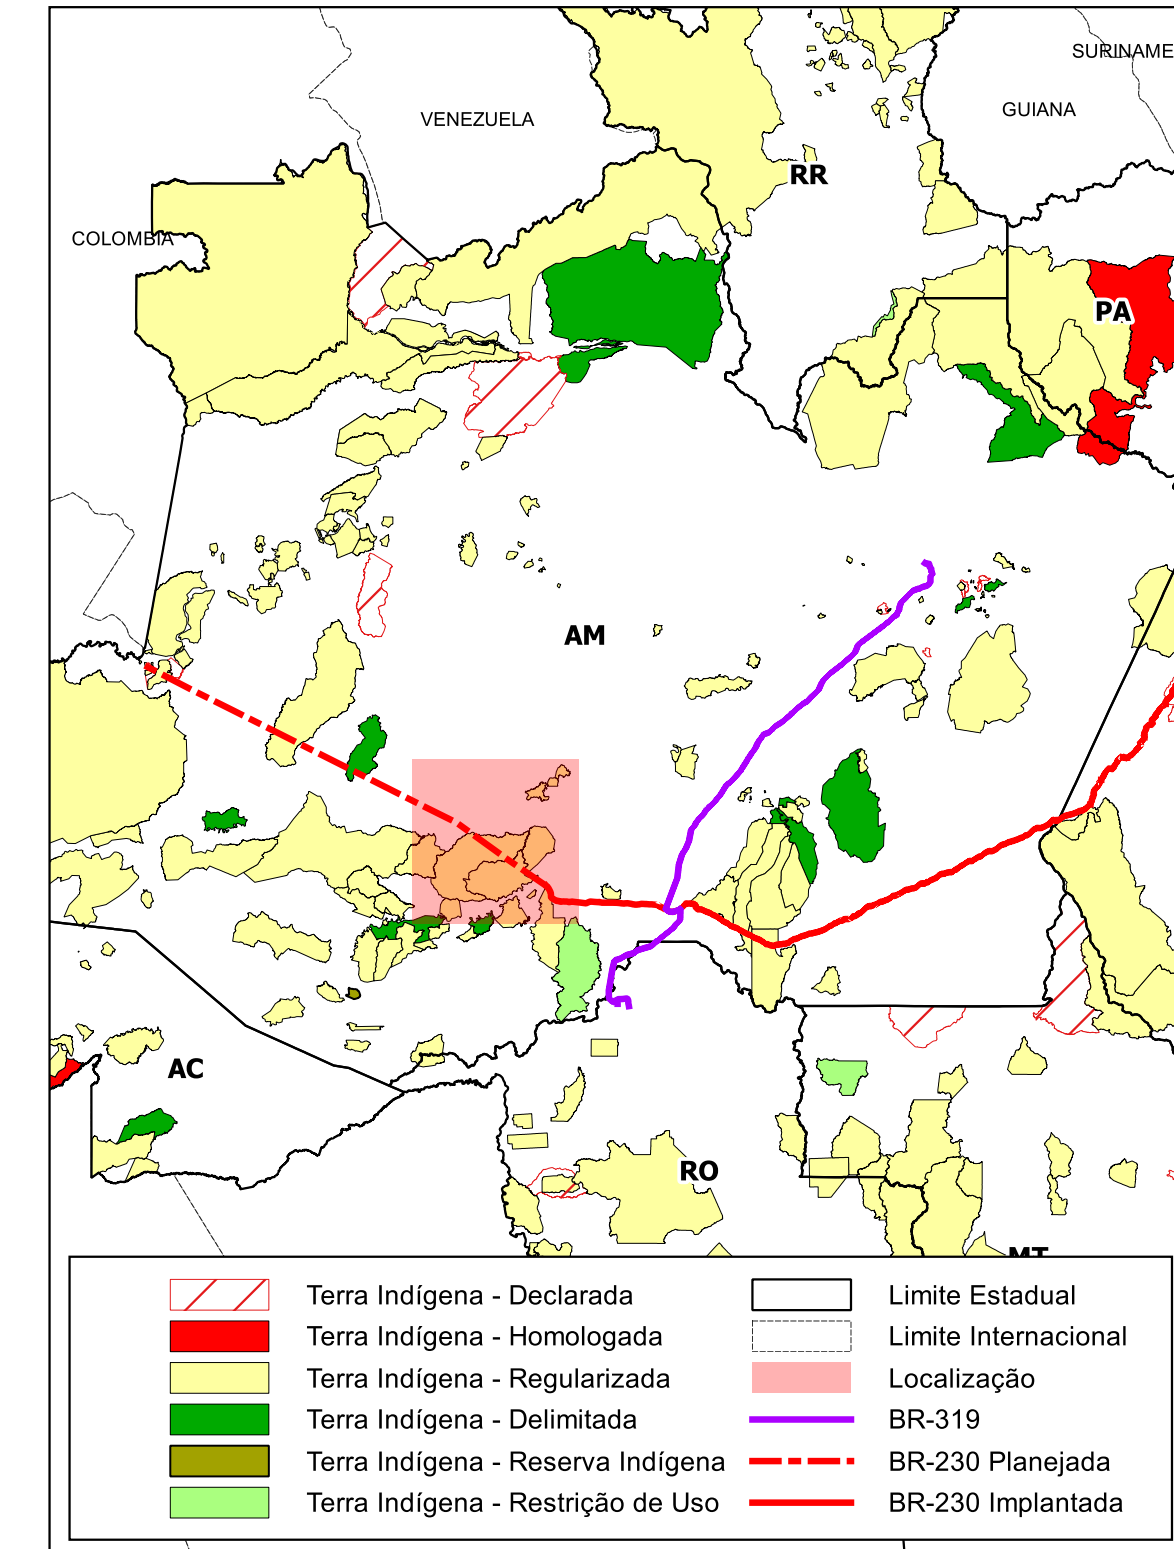 SURINAME
GUIANA
VENEZUELA
RR
COLOMBIA
PA
AM
AC
RO
MT
Terra Indígena - Declarada
Terra Indígena - Homologada
Terra Indígena - Regularizada
Terra Indígena - Delimitada
Terra Indígena - Reserva Indígena
Terra Indígena - Restrição de Uso
Limite Estadual
Limite Internacional
Localização
BR-319
BR-230 Planejada
BR-230 Implantada